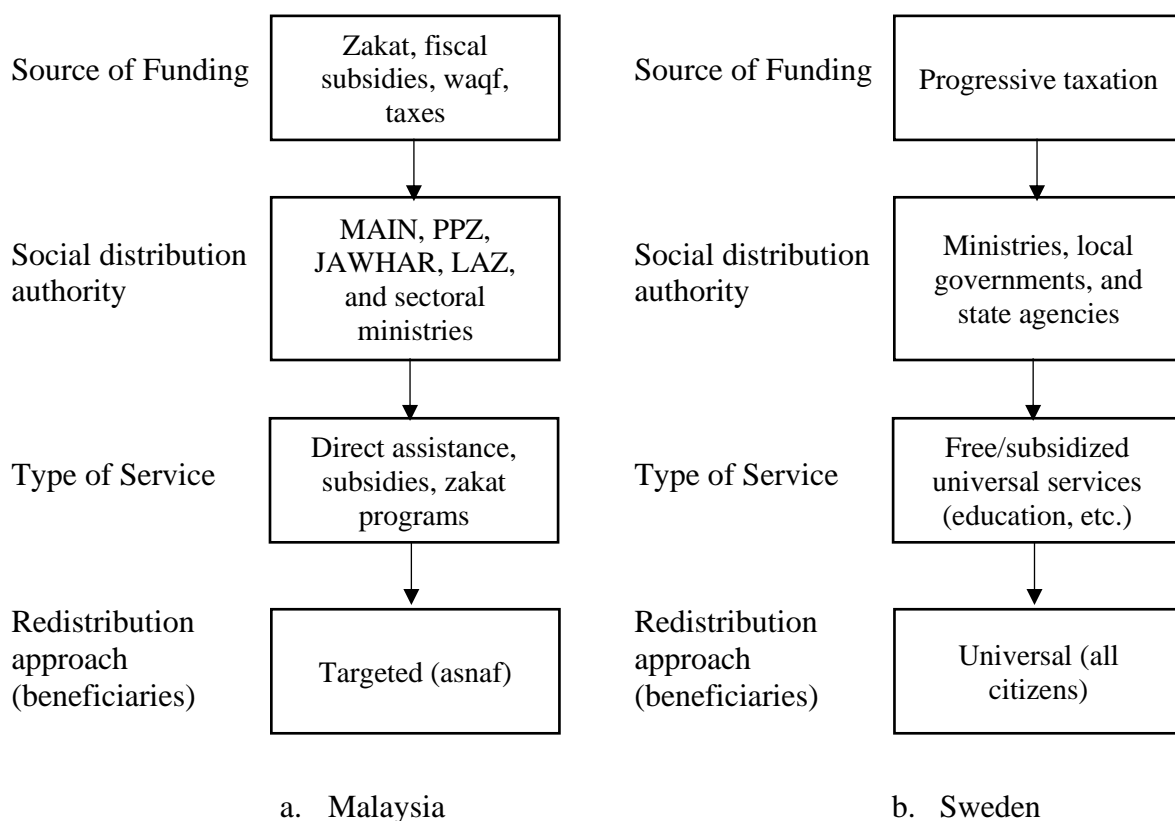 Source of Funding
Zakat, fiscal
subsidies, waqf,
taxes
Social distribution
authority
MAIN, PPZ,
JAWHAR, LAZ,
and sectoral
ministries
Type of Service
Direct assistance,
subsidies, zakat
programs
Redistribution
approach
(beneficiaries)
Targeted (asnaf)
a. Malaysia
Source of Funding
Progressive taxation
Social distribution
authority
Ministries, local
governments, and
state agencies
Type of Service
Free/subsidized
universal services
(education, etc.)
Redistribution
approach
(beneficiaries)
Universal (all
citizens)
b. Sweden